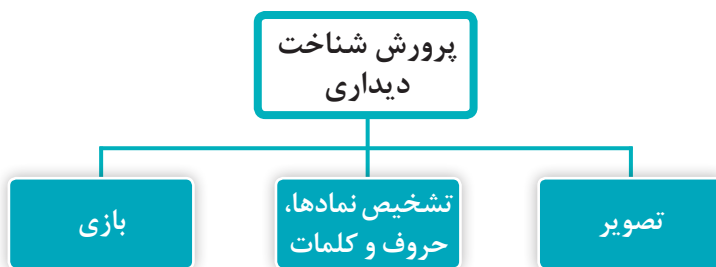 پرورش شناخت
دیداری
تصویر
تشخیص نمادها،
حروف و کلمات
بازی